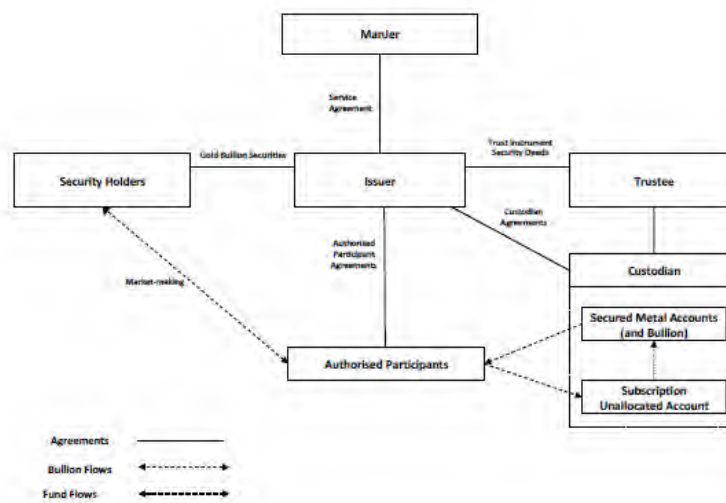 ManJer
Service
Agreement
Gold Bullion Securities
Trust Instrument
Security Deeds
Security Holders
Issuer
Trustee
Custodian
Agreements
Authorised
Participant
Agreements
Custodian
Market-making
Secured Metal Accounts
(and Bullion)
Authorised Participants
Subscription
Unallocated Account
Agreements
Bullion Flows
Fund Flows